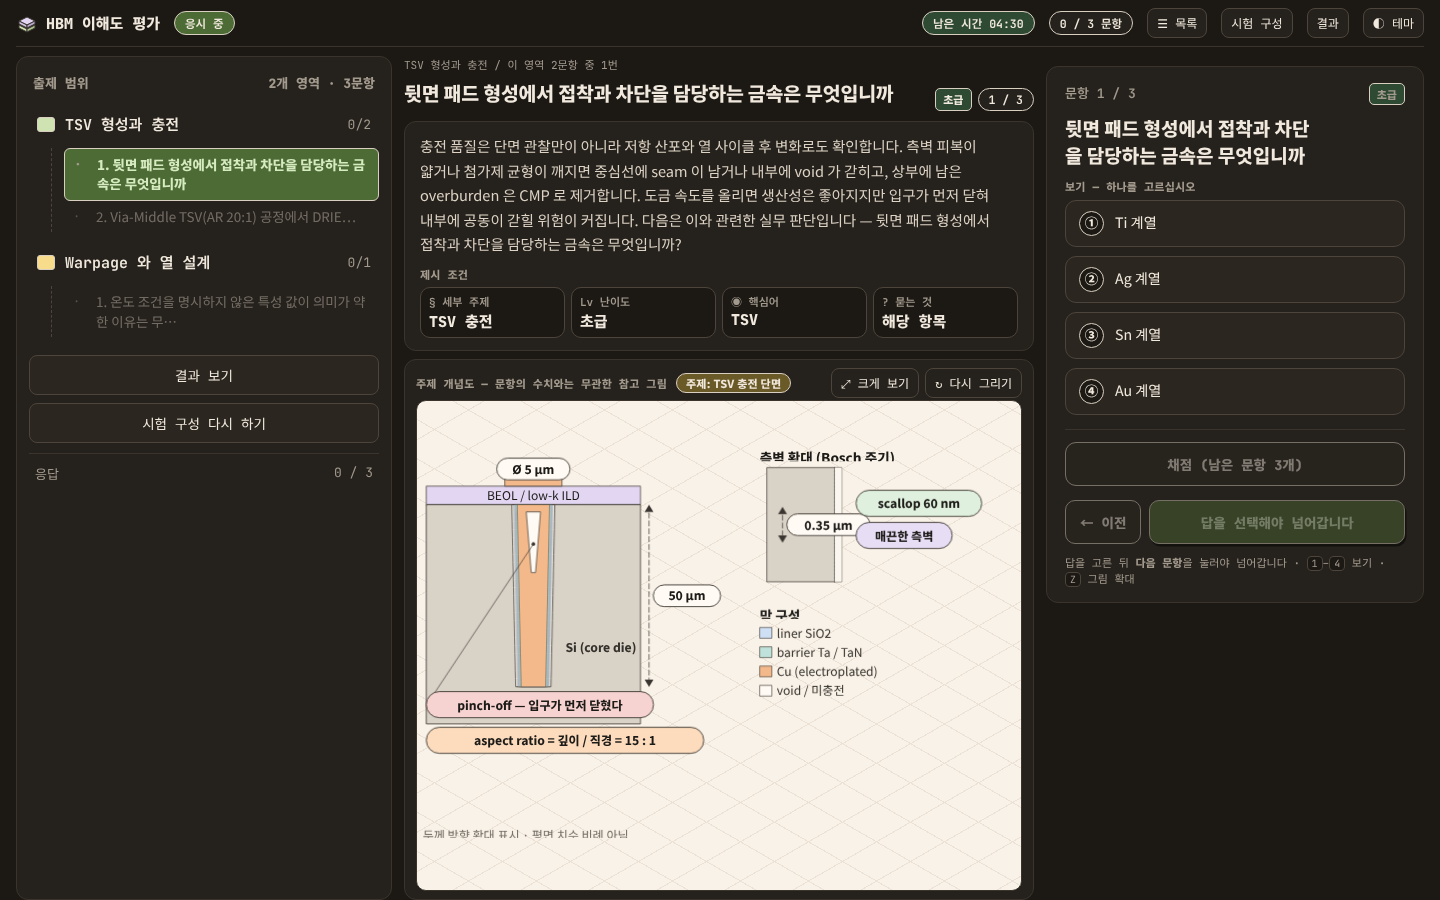 HBM 이해도 평가
응시 중
남은 시간 04:30
0 / 3 문항
☰ 목록
시험 구성
결과
◐ 테마
출제 범위
2개 영역 · 3문항
TSV 형성과 충전
0/2
· 1. 뒷면 패드 형성에서 접착과 차단을 담당하는 금
속은 무엇입니까
· 2. Via-Middle TSV(AR 20:1) 공정에서 DRIE…
Warpage 와 열 설계
0/1
· 1. 온도 조건을 명시하지 않은 특성 값이 의미가 약
한 이유는 무…
결과 보기
시험 구성 다시 하기
응답
0 / 3
TSV 형성과 충전 / 이 영역 2문항 중 1번
뒷면 패드 형성에서 접착과 차단을 담당하는 금속은 무엇입니까
초급
1 / 3
충전 품질은 단면 관찰만이 아니라 저항 산포와 열 사이클 후 변화로도 확인합니다. 측벽 피복이
얇거나 첨가제 균형이 깨지면 중심선에 seam 이 남거나 내부에 void 가 갇히고, 상부에 남은
overburden 은 CMP 로 제거합니다. 도금 속도를 올리면 생산성은 좋아지지만 입구가 먼저 닫혀
내부에 공동이 갇힐 위험이 커집니다. 다음은 이와 관련한 실무 판단입니다 — 뒷면 패드 형성에서
접착과 차단을 담당하는 금속은 무엇입니까?
제시 조건
§ 세부 주제
TSV 충전
Lv 난이도
초급
◉ 핵심어
TSV
? 묻는 것
해당 항목
주제 개념도 — 문항의 수치와는 무관한 참고 그림
주제: TSV 충전 단면
⤢ 크게 보기
↻ 다시 그리기
Ø 5 µm
BEOL / low-k ILD
50 µm
Si (core die)
pinch-off — 입구가 먼저 닫혔다
aspect ratio = 깊이 / 직경 = 15 : 1
측벽 확대 (Bosch 주기)
scallop 60 nm
0.35 µm
매끈한 측벽
막 구성
liner SiO2
barrier Ta / TaN
Cu (electroplated)
void / 미충전
두께 방향 확대 표시 · 평면 치수 비례 아님
문항 1 / 3
초급
뒷면 패드 형성에서 접착과 차단
을 담당하는 금속은 무엇입니까
보기 — 하나를 고르십시오
① Ti 계열
② Ag 계열
③ Sn 계열
④ Au 계열
채점 (남은 문항 3개)
← 이전
답을 선택해야 넘어갑니다
답을 고른 뒤 다음 문항을 눌러야 넘어갑니다 · 1–4 보기 ·
Z 그림 확대